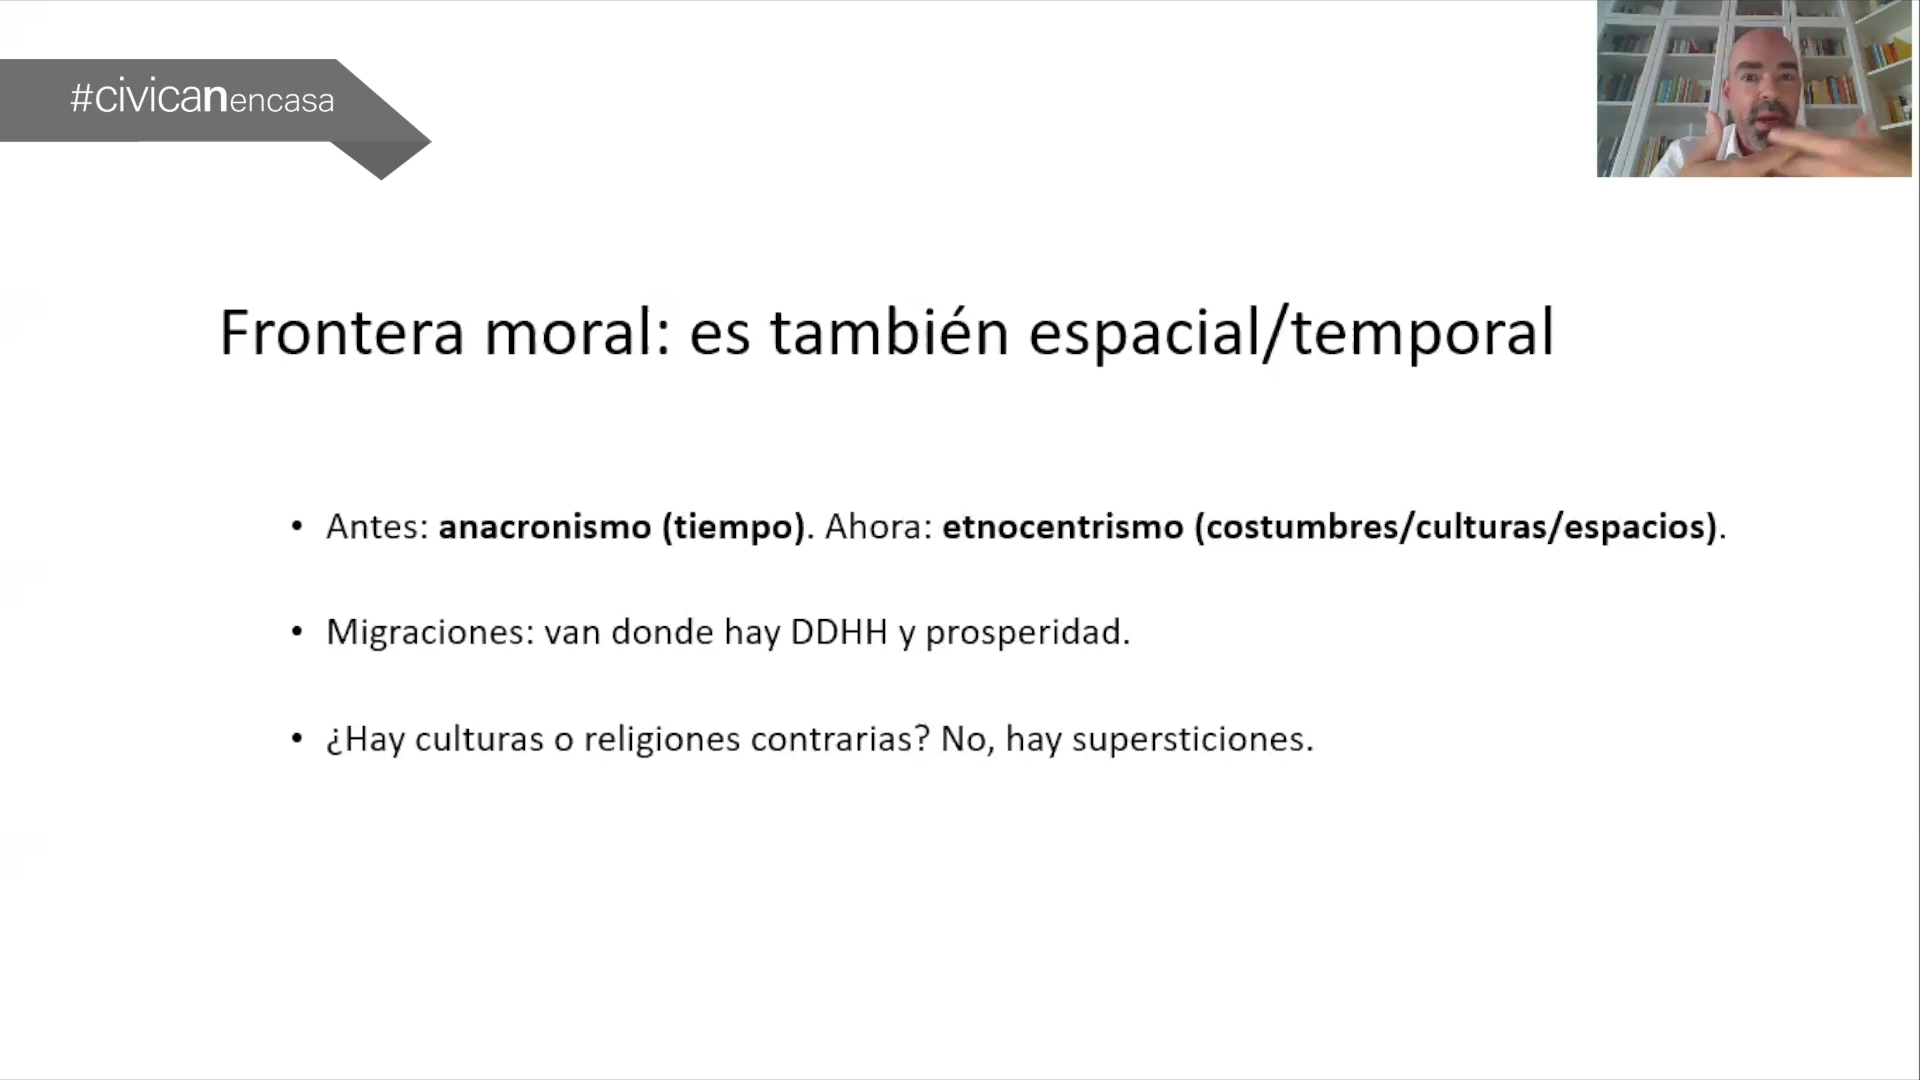 #civicanencasa
Frontera moral: es también espacial/temporal
• Antes: anacronismo (tiempo). Ahora: etnocentrismo (costumbres/culturas/espacios).
• Migraciones: van donde hay DDHH y prosperidad.
• ¿Hay culturas o religiones contrarias? No, hay supersticiones.